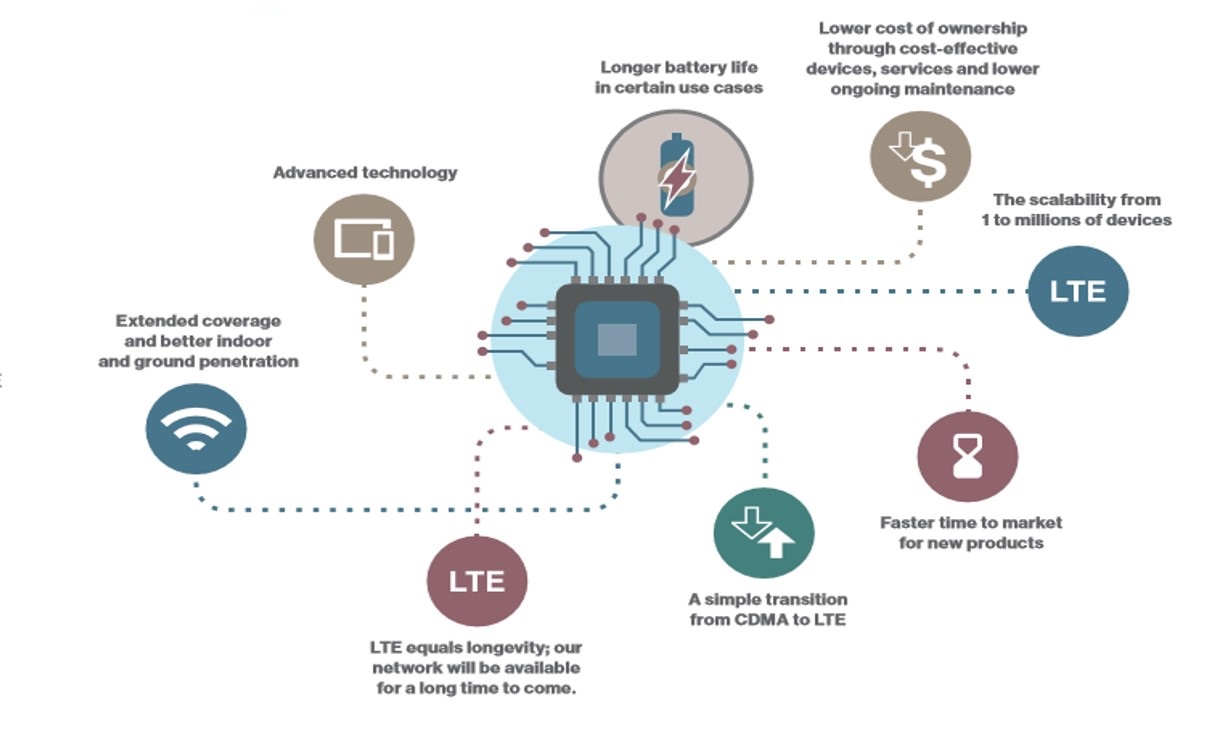 Lower cost of ownership
through cost-effective
devices, services and lower
ongoing maintenance
Longer battery life
in certain use cases
Advanced technology
The scalability from
1 to millions of devices
LTE
Extended coverage
and better indoor
and ground penetration
Faster time to market
for new products
LTE
A simple transition
from CDMA to LTE
LTE equals longevity; our
network will be available
for a long time to come.
$